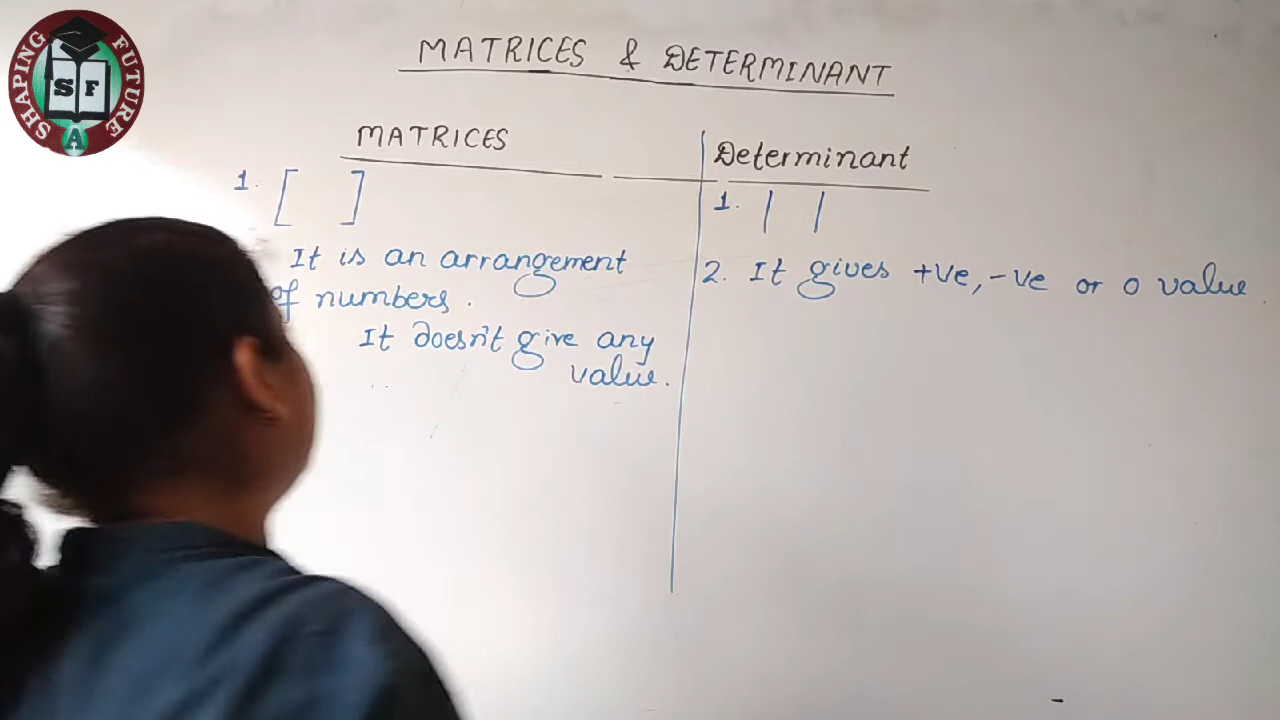 SHAPING FUTURE
S F
A
MATRICES & DETERMINANT
MATRICES
1. [ ]
It is an arrangement
of numbers.
It doesn't give any
value.
Determinant
1. | |
2. It gives +ve, -ve or 0 value.